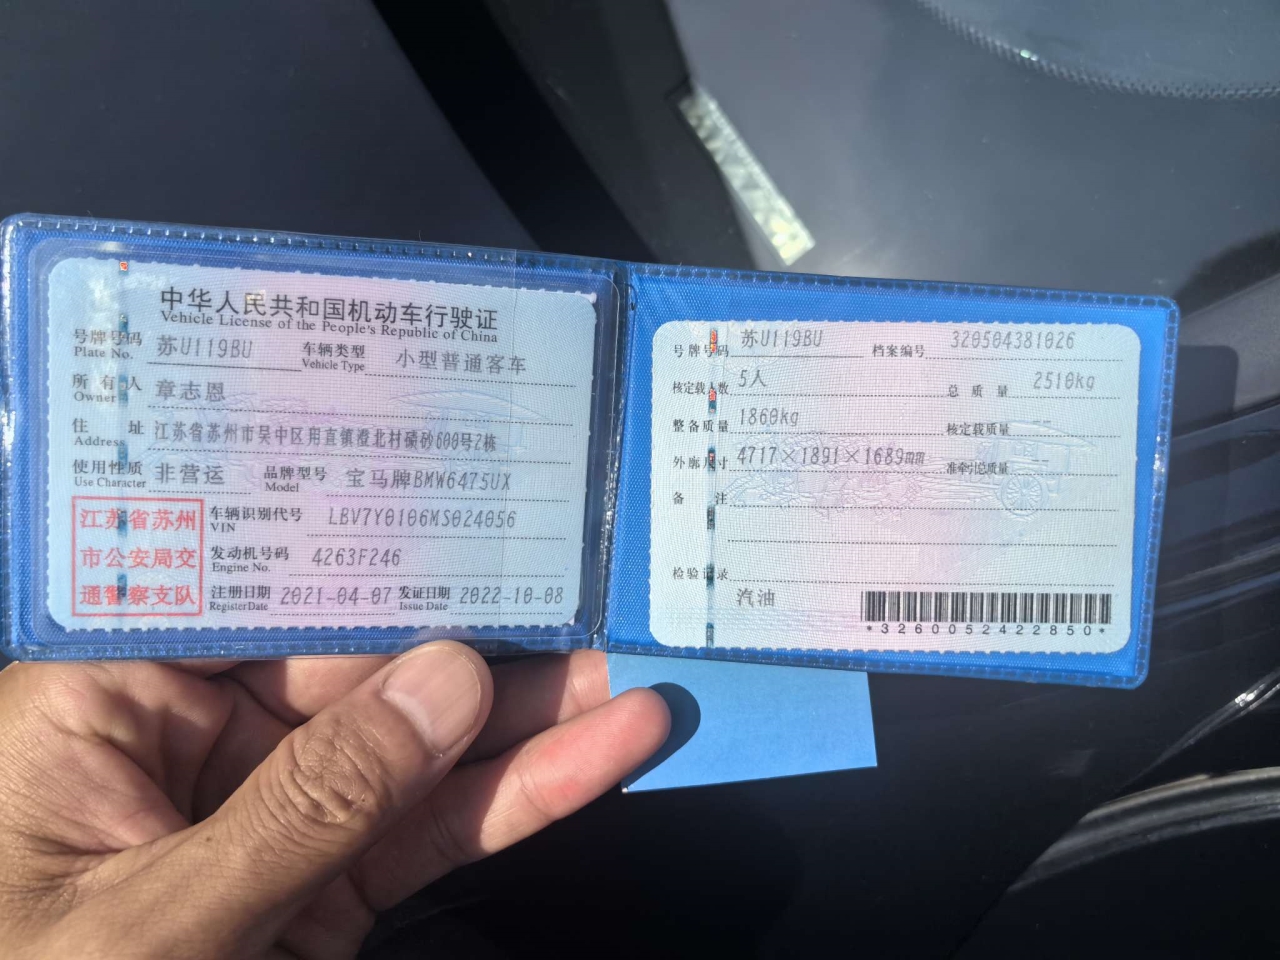 中华人民共和国机动车行驶证
Vehicle License of the People's Republic of China
号牌号码 苏U119BU 车辆类型 小型普通客车
Plate No. Vehicle Type
所有人 章志恩
Owner
住址 江苏省苏州市吴中区甪直镇澄北村碛砂600号2栋
Address
使用性质 非营运 品牌型号 宝马牌BMW6475UX
Use Character Model
江苏省苏州
市公安局交
通警察支队
车辆识别代号 LBV7Y0106MS024056
VIN
发动机号码 4263F246
Engine No.
注册日期 2021-04-07 发证日期 2022-10-08
Register Date Issue Date
号牌号码 苏U119BU 档案编号 320504381026
核定载人数 5人 总质量 2510kg
整备质量 1860kg 核定载质量 --
外廓尺寸 4717×1891×1689mm 准牵引总质量 --
备注
检验记录
汽油
*3260052422850*